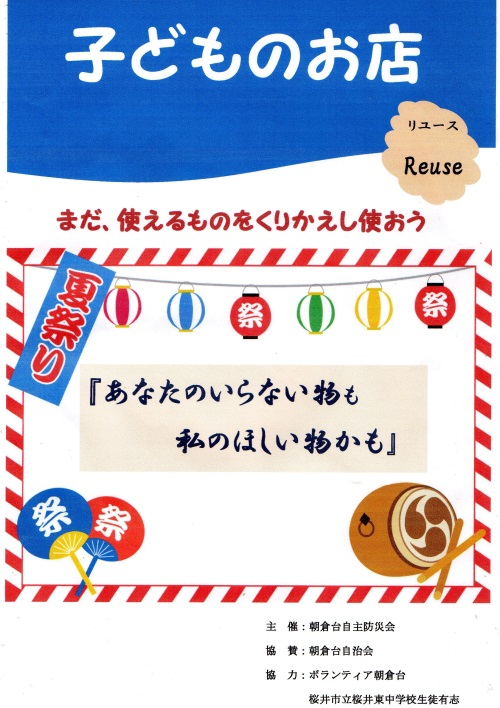 子どものお店
リユース
Reuse
まだ、使えるものをくりかえし使おう
夏祭り
祭
祭
『あなたのいらない物も
私のほしい物かも』
祭
祭
主 催：朝倉台自主防災会
協 賛：朝倉台自治会
協 力：ボランティア朝倉台
桜井市立桜井東中学校生徒有志